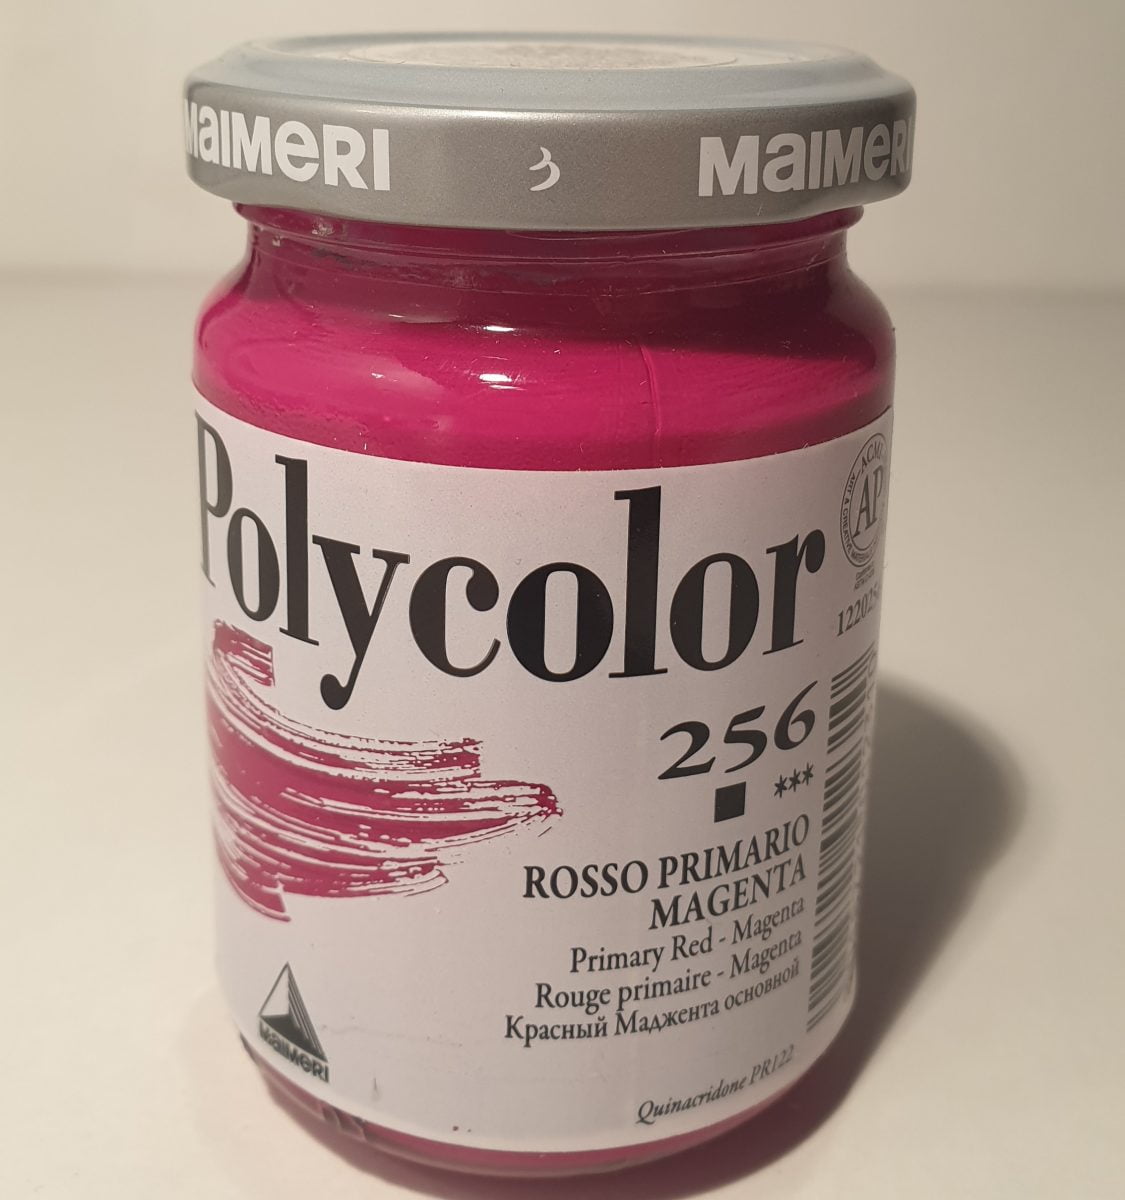 MaIMeRI
MaIMeRI
Polycolor
AP
256
***
ROSSO PRIMARIO
MAGENTA
Primary Red - Magenta
Rouge primaire - Magenta
Красный Маджента основной
Quinacridone PR122
MaIMeRI